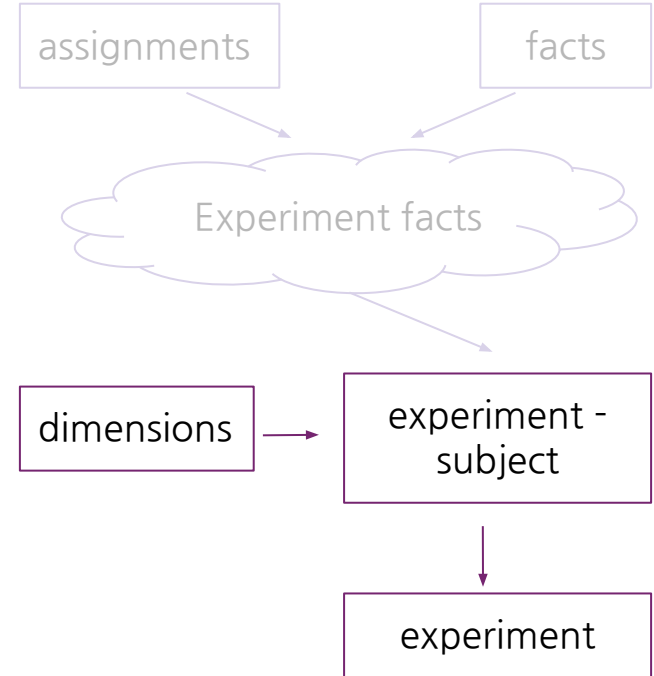 assignments
facts
Experiment facts
dimensions
experiment -
subject
experiment